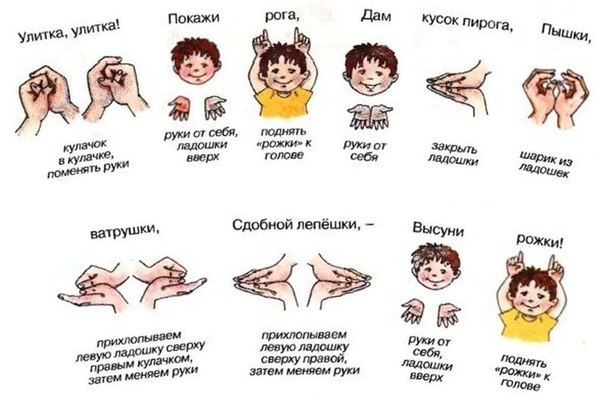 Улитка, улитка!
Покажи
рога,
Дам
кусок пирога,
Пышки,
кулачок
в кулачке,
поменять руки
руки от себя,
ладошки
вверх
поднять
«рожки» к
голове
руки от
себя
закрыть
ладошки
шарик из
ладошек
ватрушки,
Сдобной лепёшки, –
Высуни
рожки!
прихлопываем
левую ладошку сверху
правым кулачком,
затем меняем руки
прихлопываем
левую ладошку
сверху правой,
затем меняем руки
руки от
себя,
ладошки
вверх
поднять
«рожки» к
голове